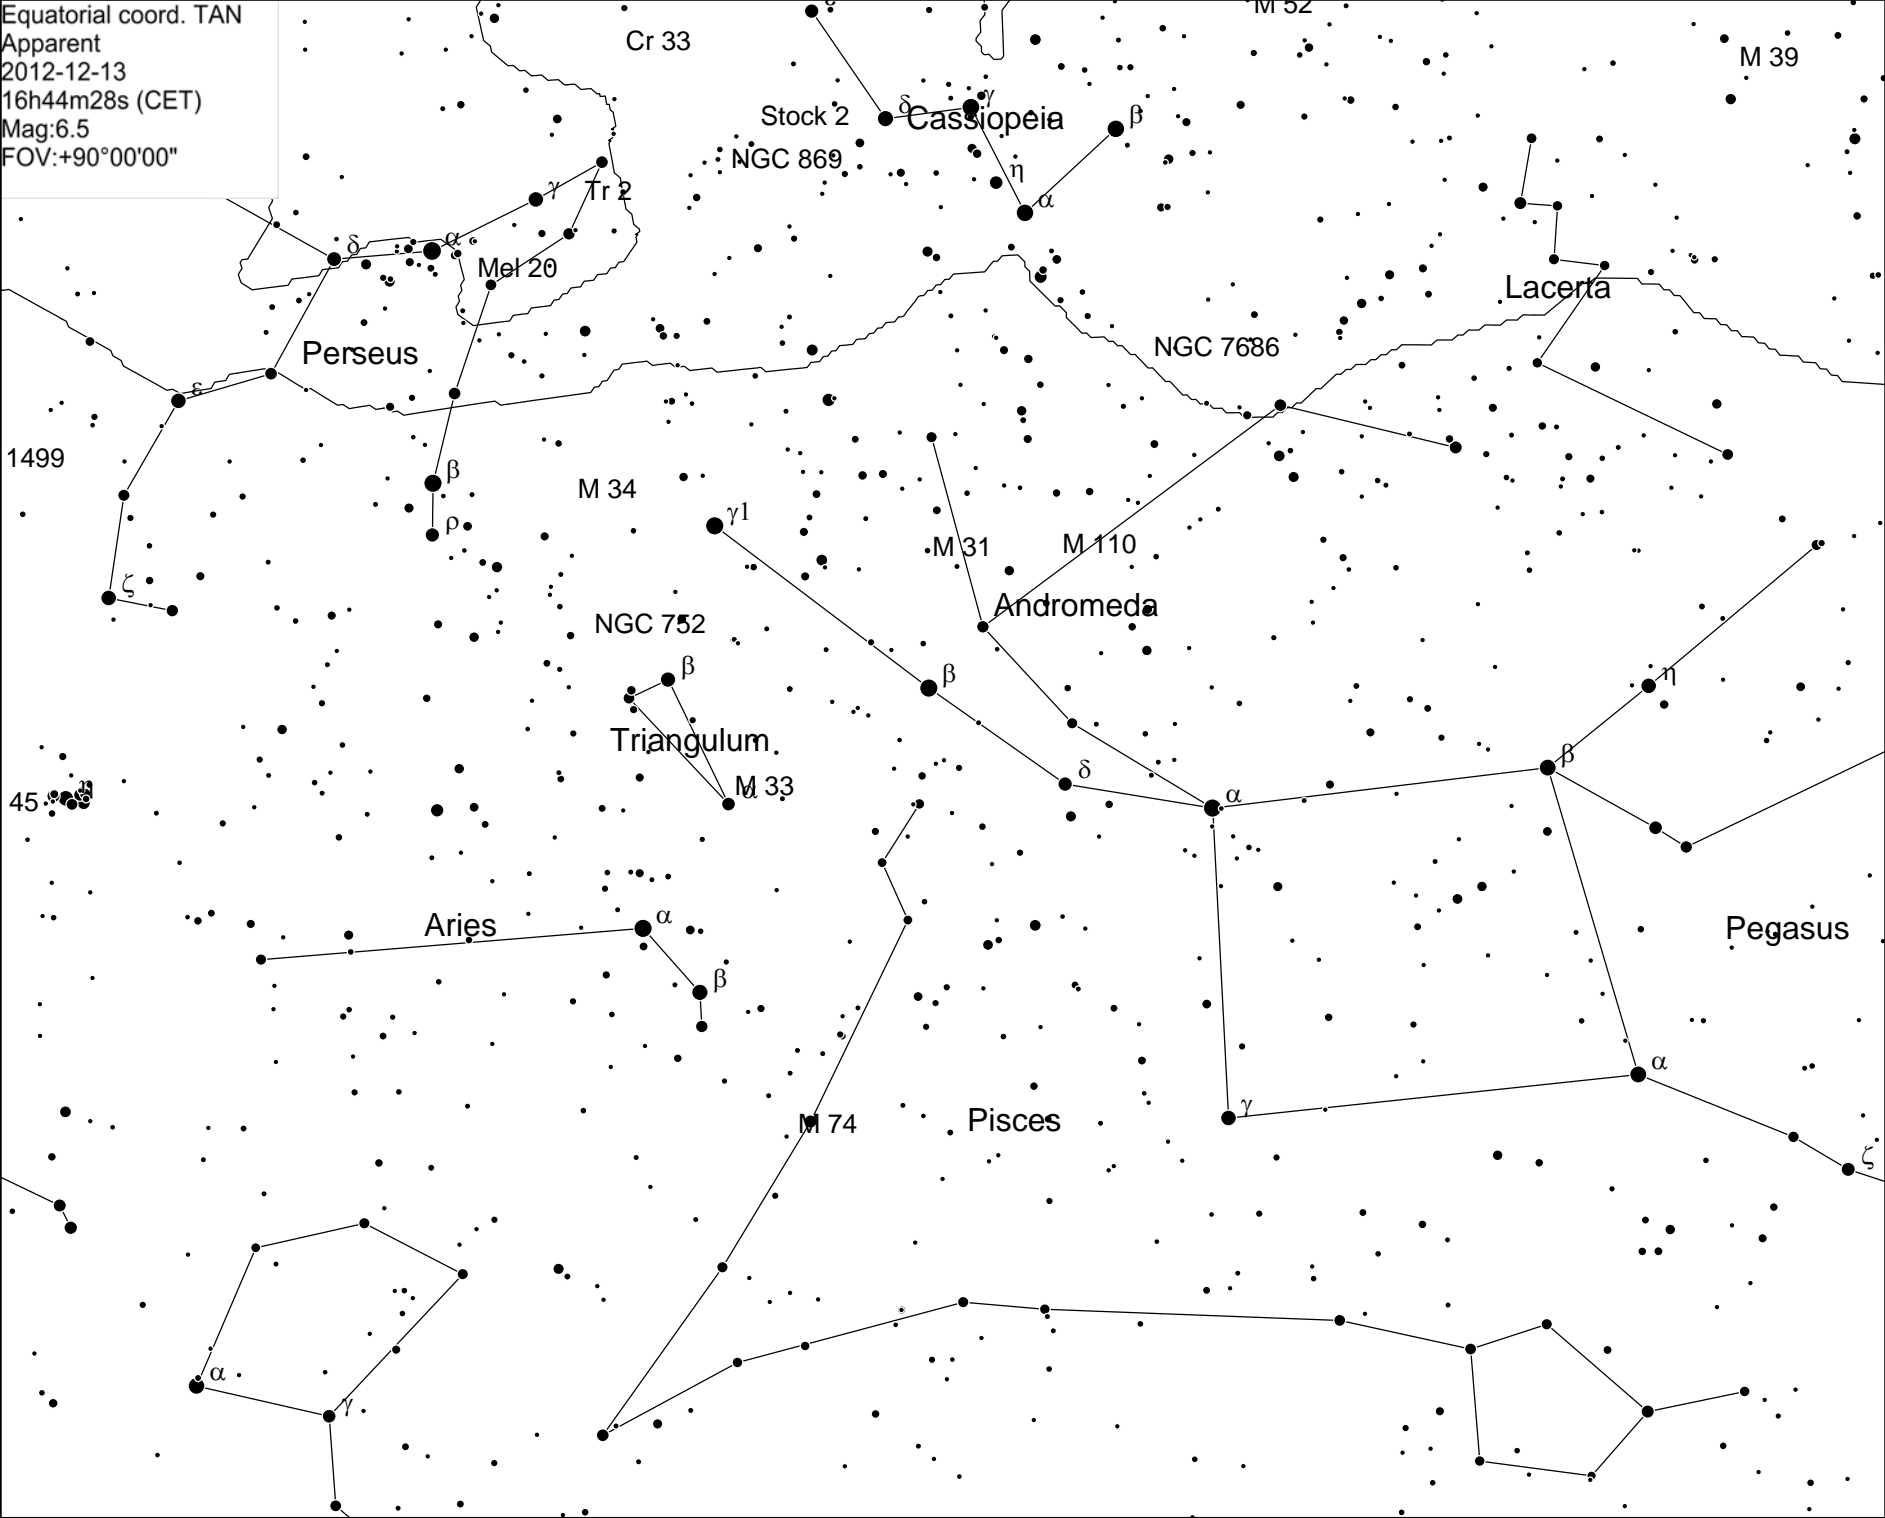 Equatorial coord. TAN
Apparent
2012-12-13
16h44m28s (CET)
Mag:6.5
FOV:+90°00'00"
M 52
Cr 33
M 39
δ
γ
Stock 2
Cassiopeia
β
NGC 869
η
γ
Tr 2
α
δ
α
Mel 20
Lacerta
Perseus
NGC 7686
ε
1499
β
M 34
γ1
ρ
M 31
M 110
ζ
Andromeda
NGC 752
β
β
η
Triangulum
β
δ
M 33
α
α
45
η
α
Aries
Pegasus
β
α
γ
M 74
Pisces
ζ
α
γ